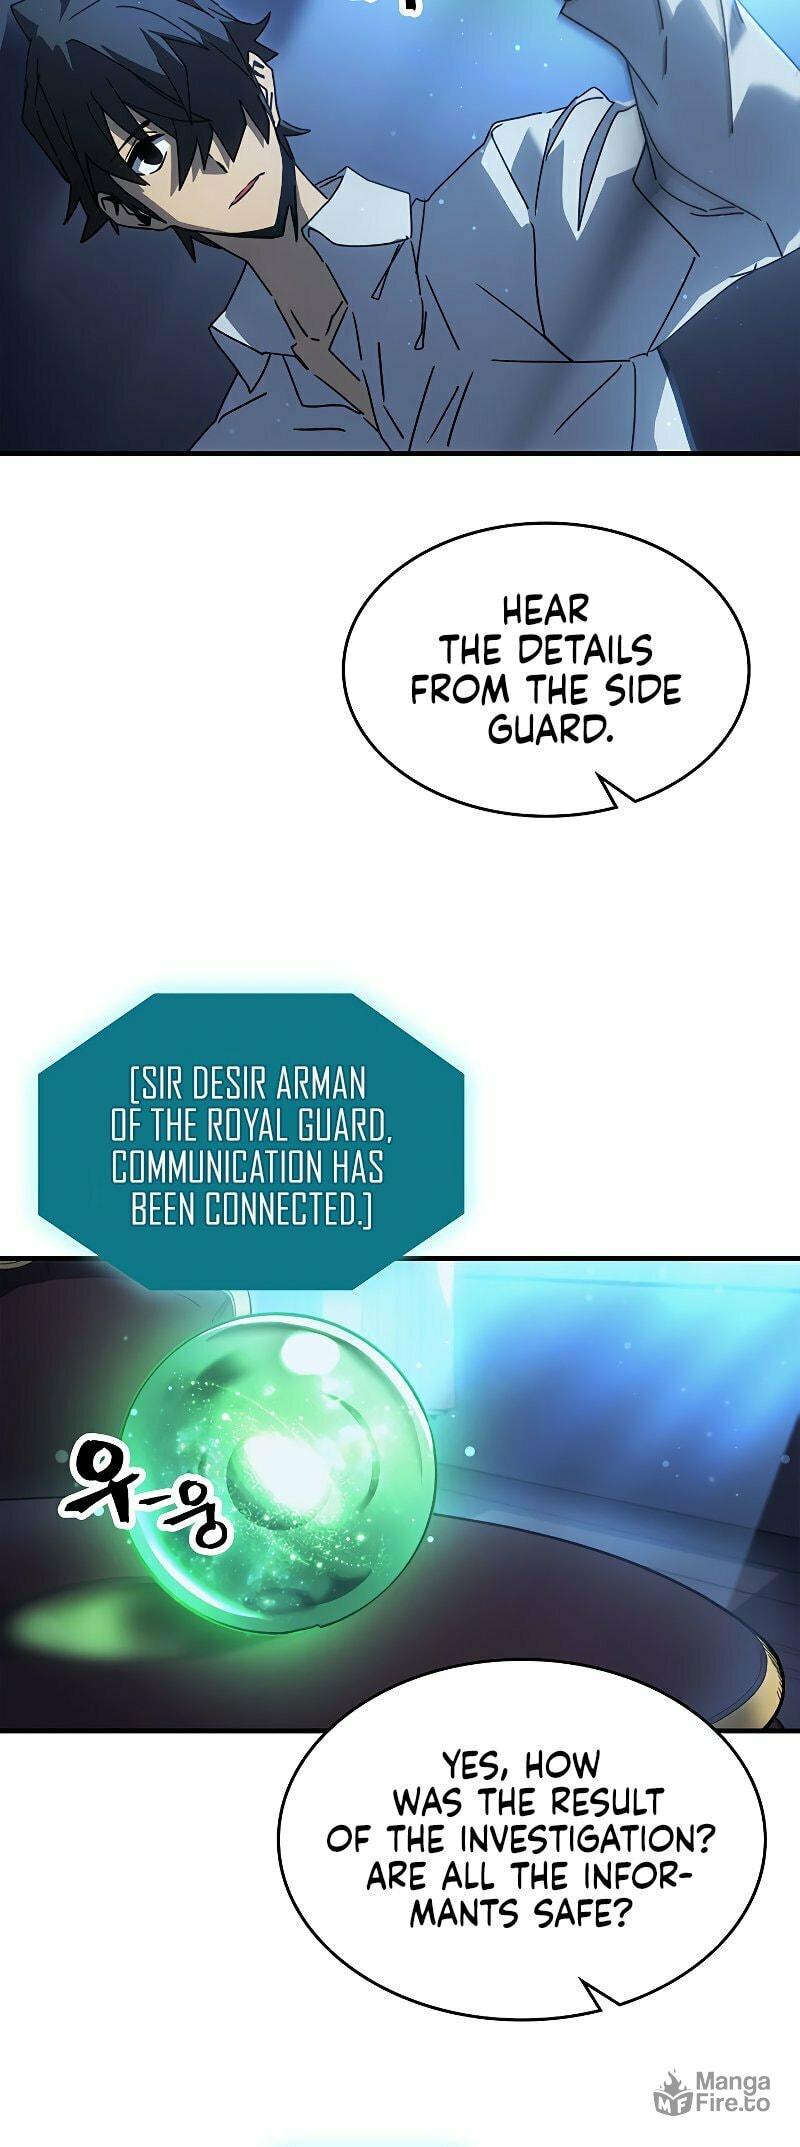 HEAR
THE DETAILS
FROM THE SIDE
GUARD.
[SIR DESIR ARMAN
OF THE ROYAL GUARD,
COMMUNICATION HAS
BEEN CONNECTED.]
우-웅
YES, HOW
WAS THE RESULT
OF THE INVESTIGATION?
ARE ALL THE INFOR-
MANTS SAFE?
Manga
Fire.to